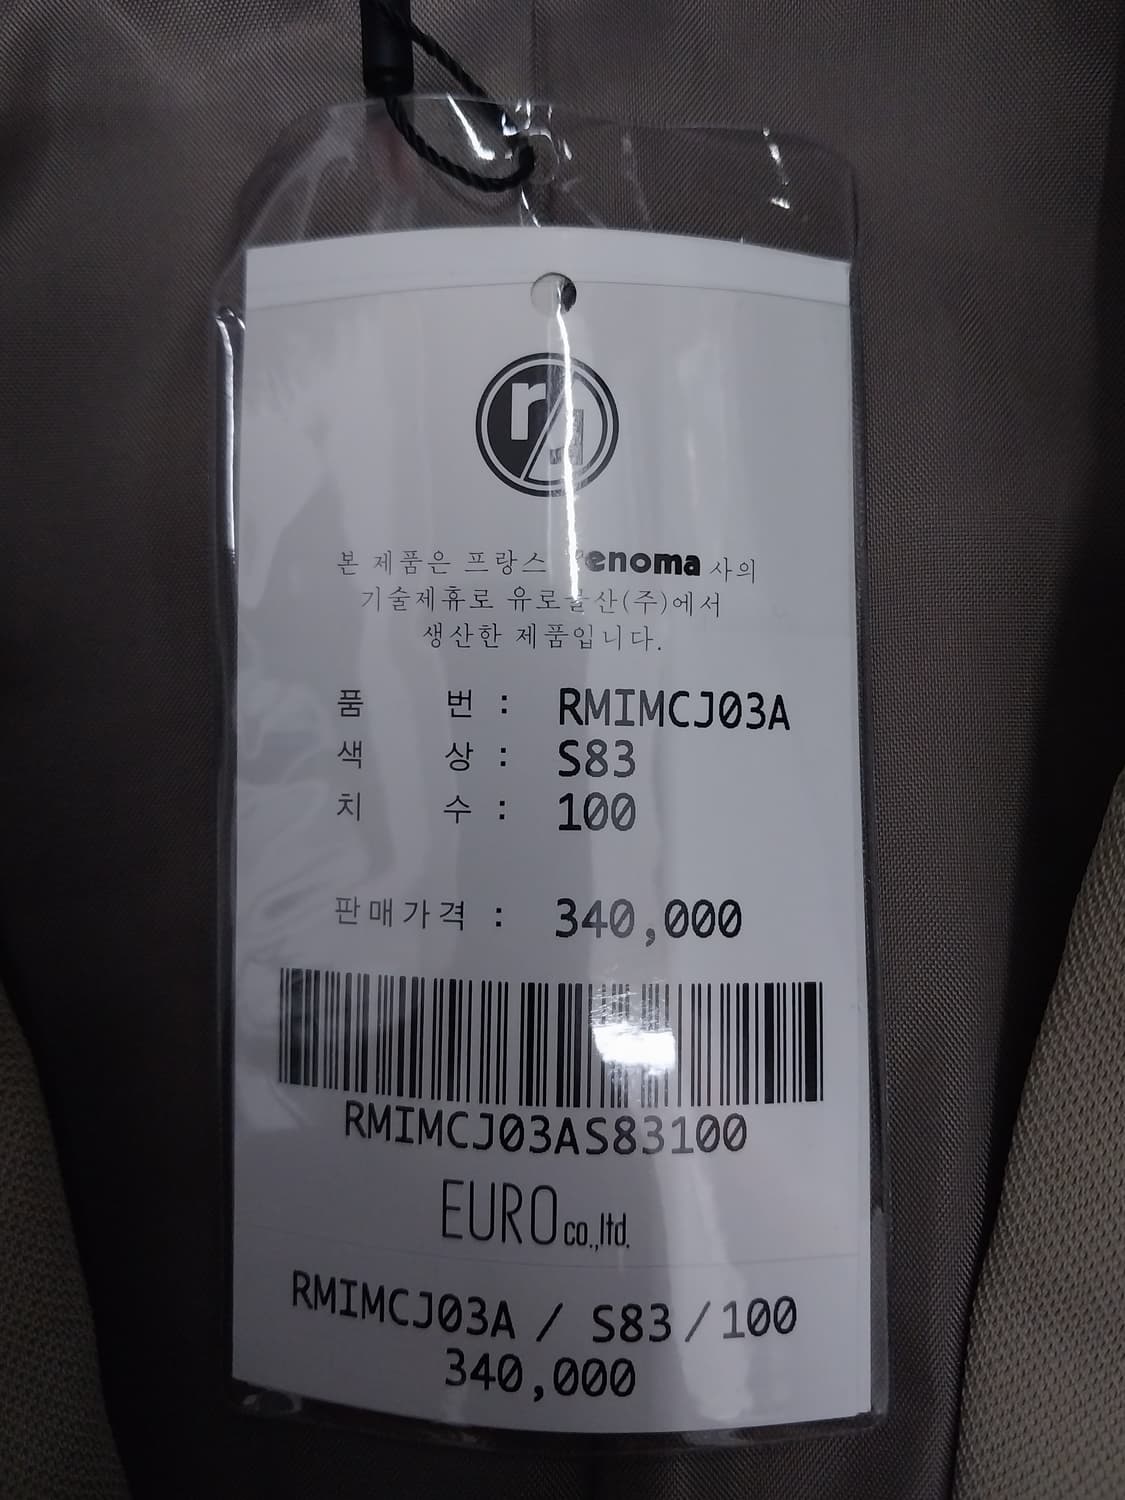 ra
본 제품은 프랑스 renoma 사의
기술제휴로 유로물산(주)에서
생산한 제품입니다.
품 번 : RMIMCJ03A
색 상 : S83
치 수 : 100
판매가격 : 340,000
RMIMCJ03AS83100
EURO co.,ltd.
RMIMCJ03A / S83 / 100
340,000